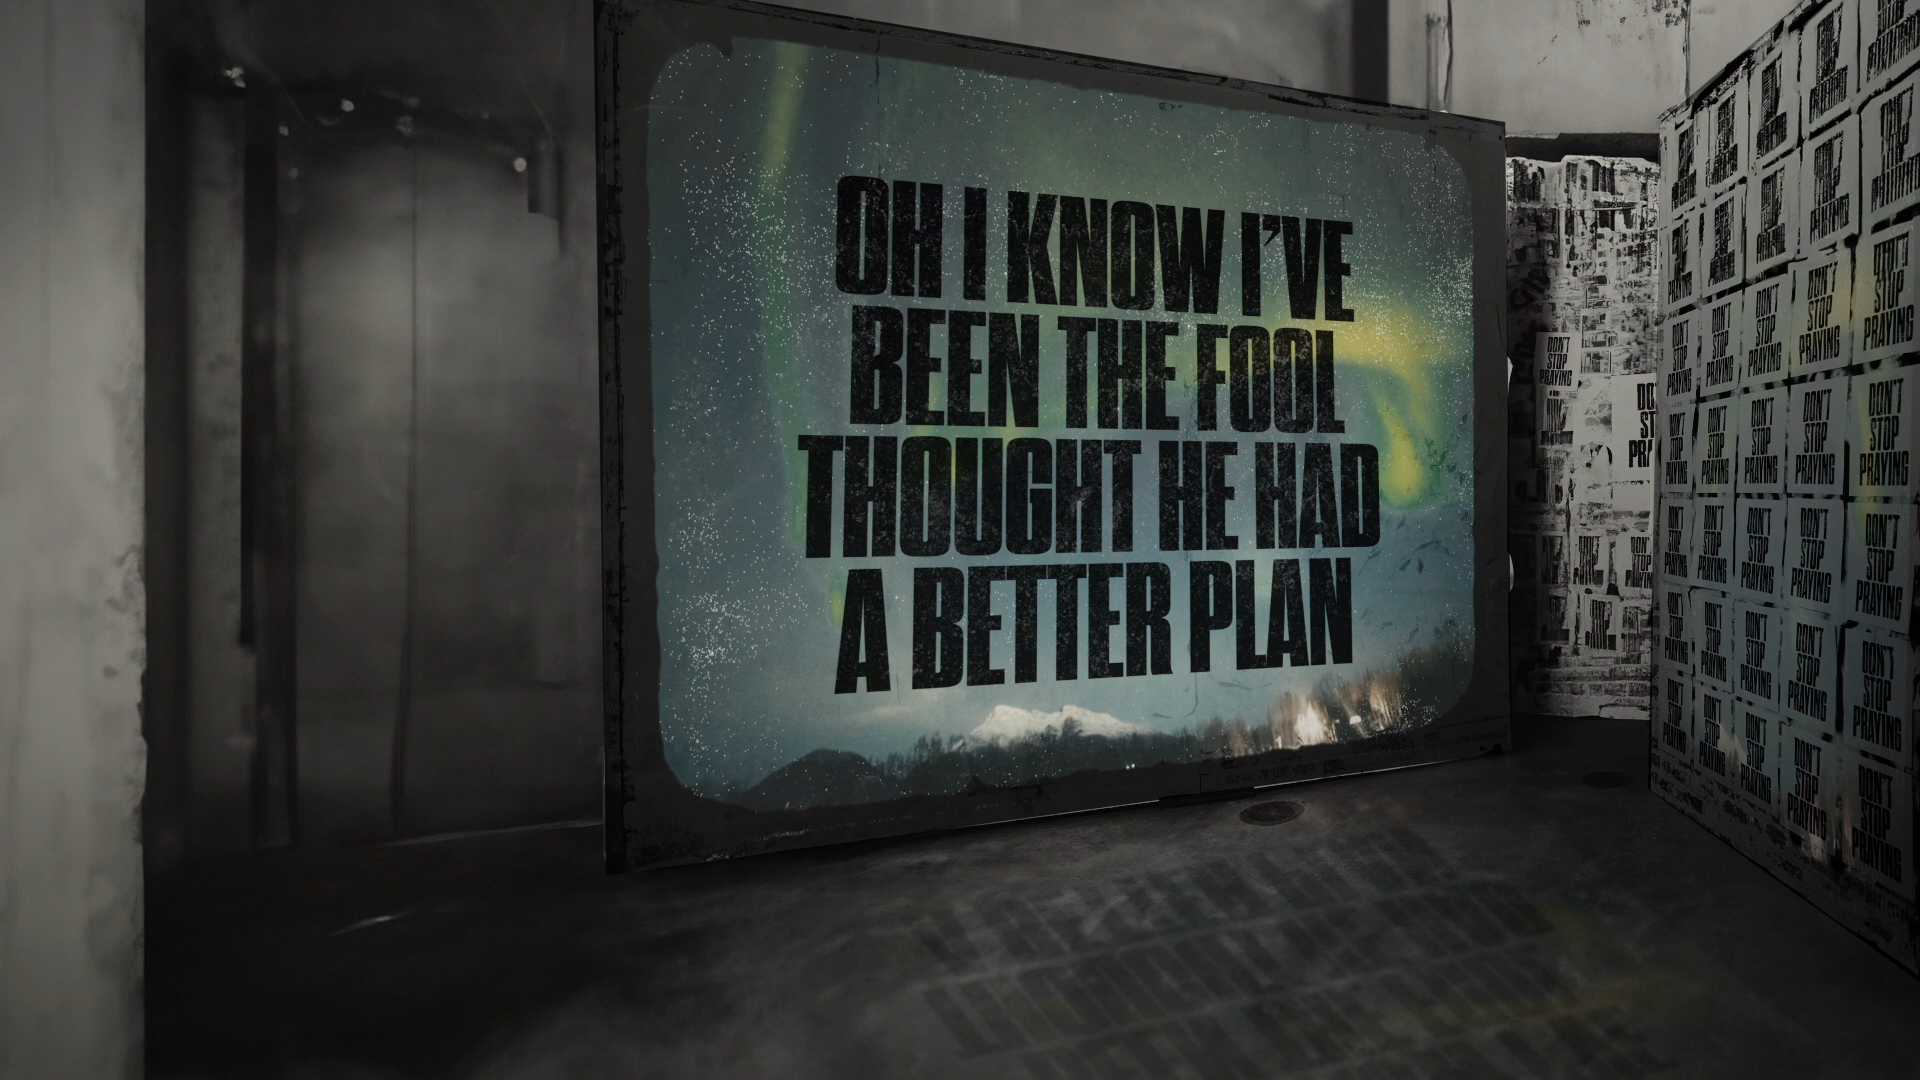 OH I KNOW I'VE
BEEN THE FOOL
THOUGHT HE HAD
A BETTER PLAN
DON'T
STOP
PRAYING